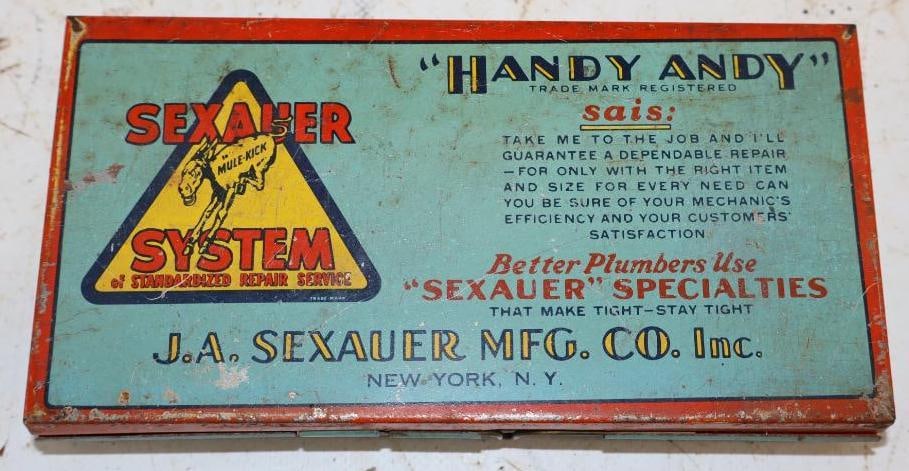 SEXAUER
"MULE-KICK
SYSTEM
OF STANDARDIZED REPAIR SERVICE
TRADE MARK
"HANDY ANDY"
TRADE MARK REGISTERED
sais:
TAKE ME TO THE JOB AND I'LL
GUARANTEE A DEPENDABLE REPAIR
—FOR ONLY WITH THE RIGHT ITEM
AND SIZE FOR EVERY NEED CAN
YOU BE SURE OF YOUR MECHANIC'S
EFFICIENCY AND YOUR CUSTOMERS'
SATISFACTION
Better Plumbers Use
"SEXAUER" SPECIALTIES
THAT MAKE TIGHT—STAY TIGHT
J.A. SEXAUER MFG. CO. Inc.
NEW YORK, N.Y.